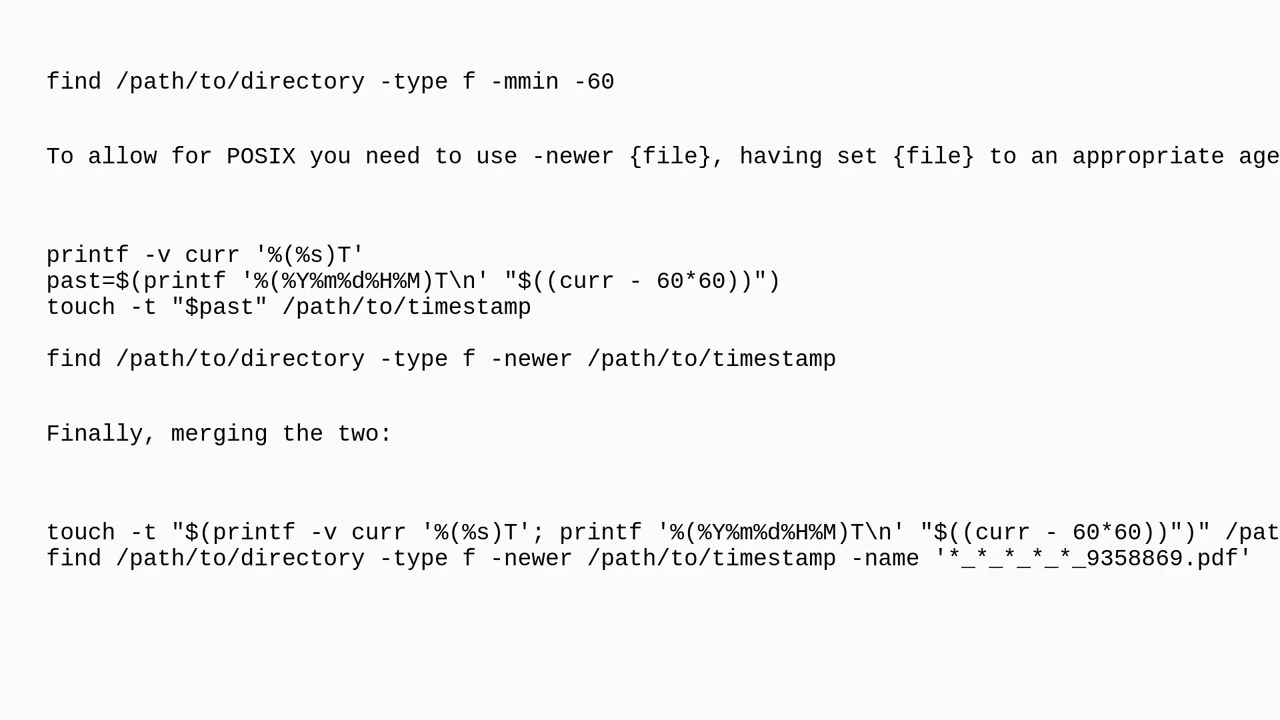 find /path/to/directory -type f -mmin -60
To allow for POSIX you need to use -newer {file}, having set {file} to an appropriate age
printf -v curr '%(%s)T'
past=$(printf '%(%Y%m%d%H%M)T\n' "$((curr - 60*60))")
touch -t "$past" /path/to/timestamp
find /path/to/directory -type f -newer /path/to/timestamp
Finally, merging the two:
touch -t "$(printf -v curr '%(%s)T'; printf '%(%Y%m%d%H%M)T\n' "$((curr - 60*60))")" /pat
find /path/to/directory -type f -newer /path/to/timestamp -name '*_*_*_*_*_9358869.pdf'